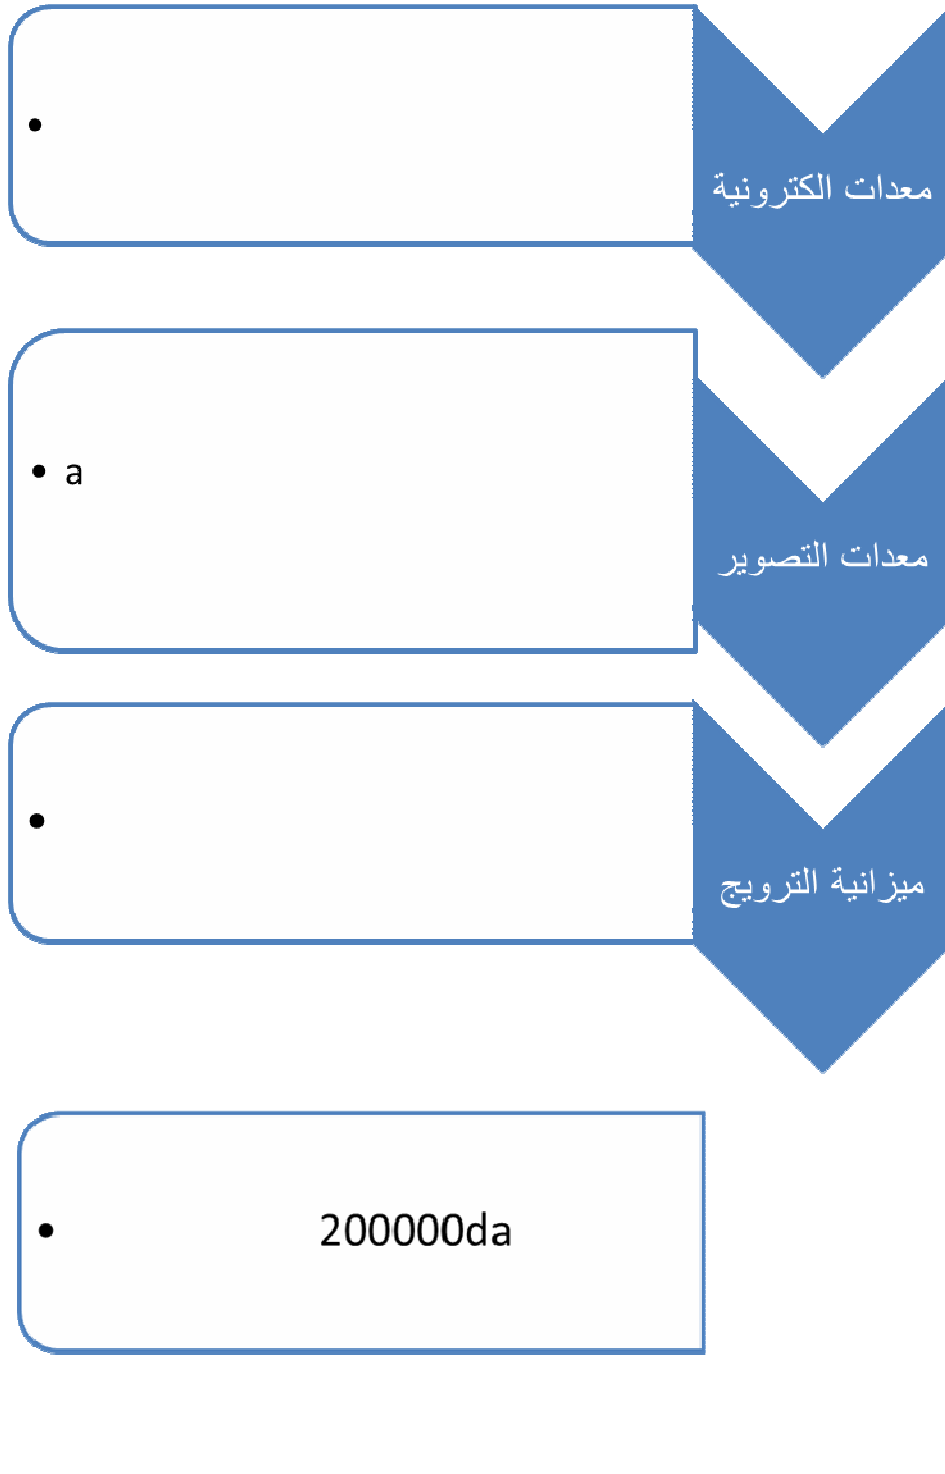 معدات الكترونية
• a
معدات التصوير
ميزانية الترويج
• 200000da